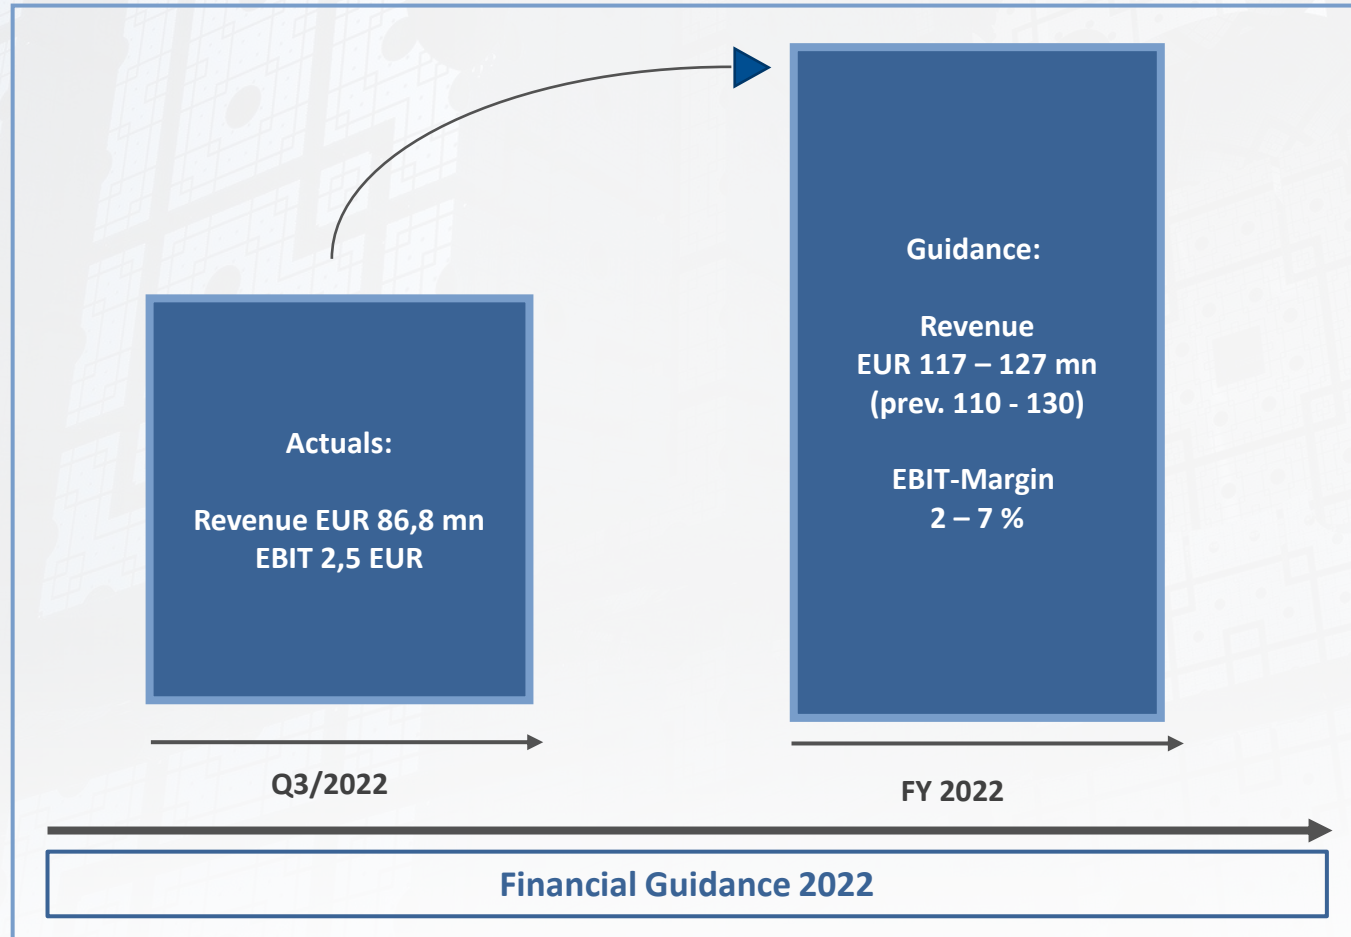 Actuals:
Revenue EUR 86,8 mn
EBIT 2,5 EUR
Q3/2022
Guidance:
Revenue
EUR 117 – 127 mn
(prev. 110 - 130)
EBIT-Margin
2 – 7 %
FY 2022
Financial Guidance 2022